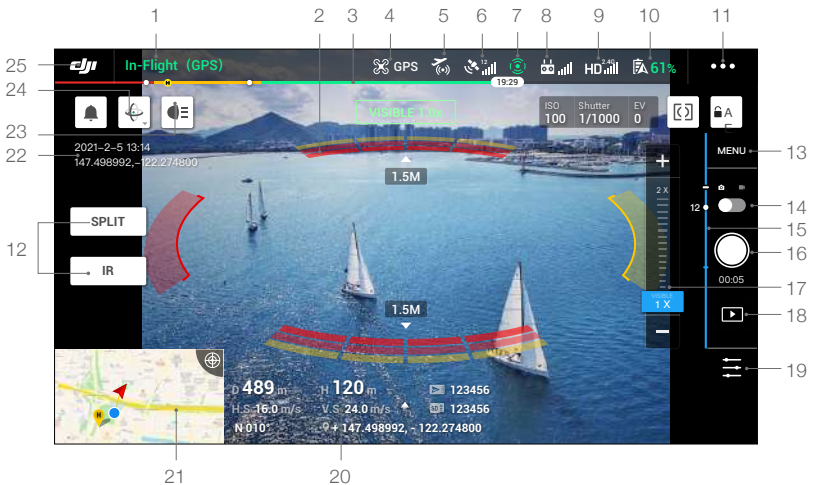 1 2 3 4 5 6 7 8 9 10 11
25 dji In-Flight (GPS) GPS 12 2.4G HD 61%
19:29
24
VISIBLE 1.0x
ISO 100 Shutter 1/1000 EV 0 A
23
2021-2-5 13:14
22 147.498992,-122.274800
MENU 13
1.5M
2 X
12 14
SPLIT
15
12
16
IR
00:05
17
VISIBLE
1 X
1.5M
18
D 489 m H 120 m 123456
19
H.S 16.0 m/s V.S 24.0 m/s 123456
H
N 010° + 147.498992, - 122.274800
21 20